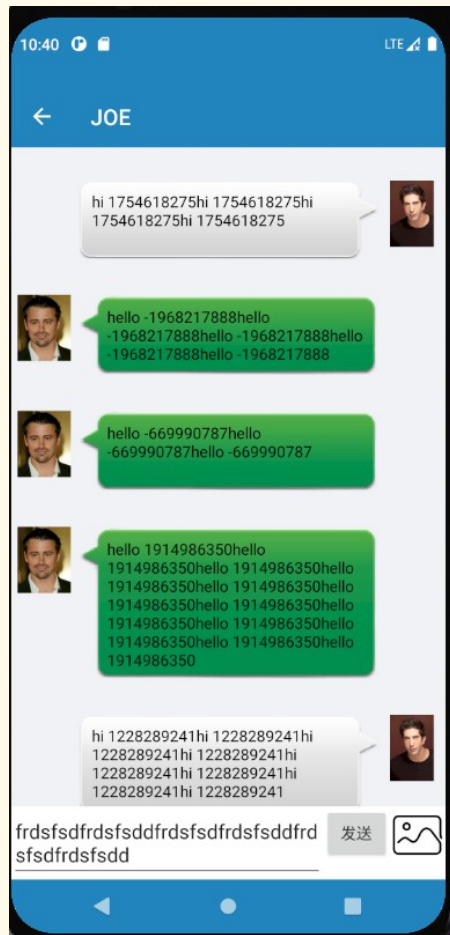 10:40
LTE
JOE
hi 1754618275hi 1754618275hi
1754618275hi 1754618275
hello -1968217888hello
-1968217888hello -1968217888hello
-1968217888hello -1968217888
hello -669990787hello
-669990787hello -669990787
hello 1914986350hello
1914986350hello 1914986350hello
1914986350hello 1914986350hello
1914986350hello 1914986350hello
1914986350hello 1914986350hello
1914986350hello 1914986350hello
1914986350
hi 1228289241hi 1228289241hi
1228289241hi 1228289241hi
1228289241hi 1228289241hi
1228289241hi 1228289241
frdsfsdfrdsfsddfrdsfsdfrdsfsddfrd
sfsdfrdsfsdd
发送